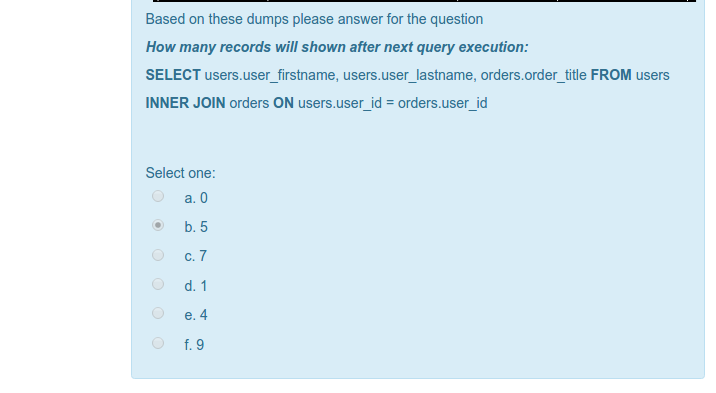 Based on these dumps please answer for the question
How many records will shown after next query execution:
SELECT users.user_firstname, users.user_lastname, orders.order_title FROM users
INNER JOIN orders ON users.user_id = orders.user_id
Select one:
a. 0
b. 5
c. 7
d. 1
e. 4
f. 9